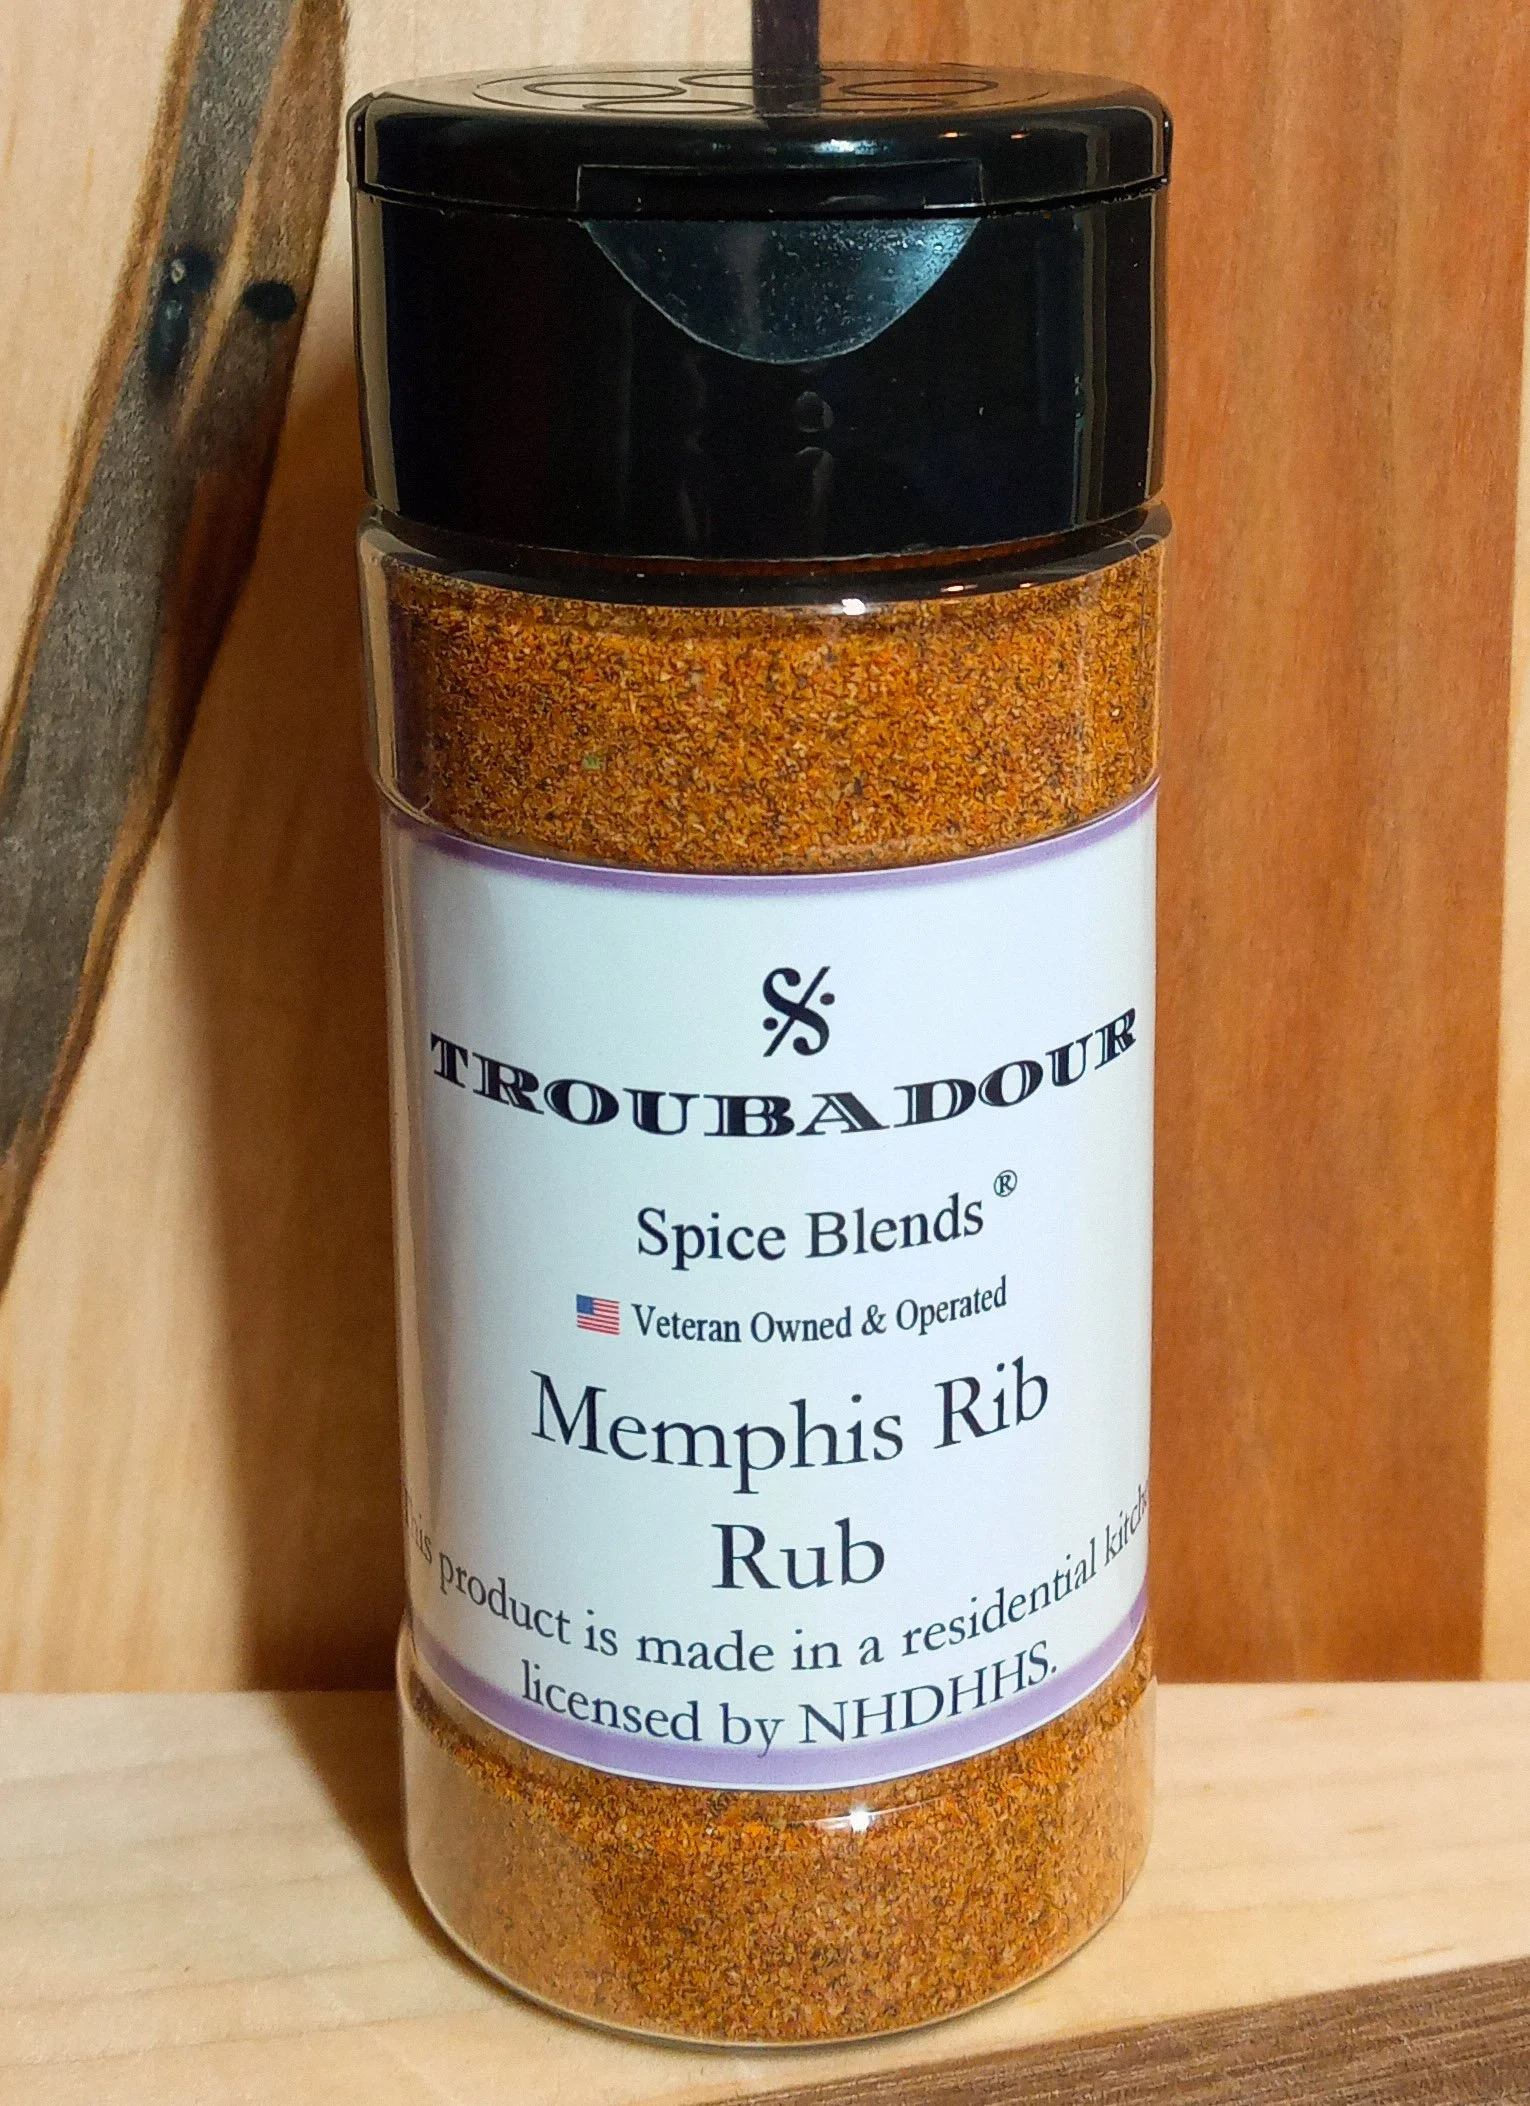 TROUBADOUR
Spice Blends®
Veteran Owned & Operated
Memphis Rib
Rub
product is made in a residential
licensed by NHDHHS.